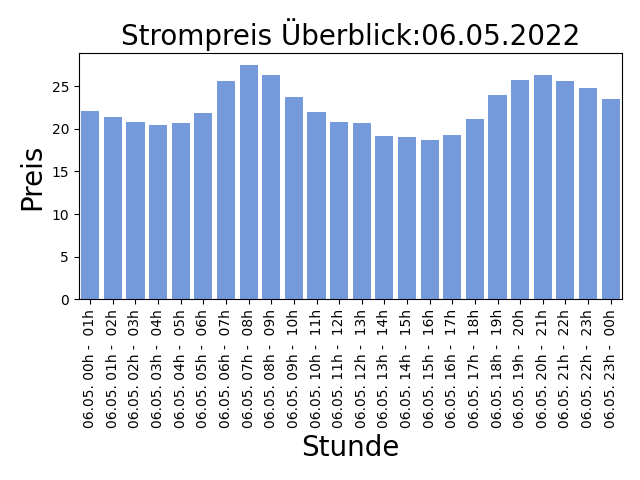 Strompreis Überblick:06.05.2022
Preis
25
20
15
10
5
0
06.05. 00h - 01h
06.05. 01h - 02h
06.05. 02h - 03h
06.05. 03h - 04h
06.05. 04h - 05h
06.05. 05h - 06h
06.05. 06h - 07h
06.05. 07h - 08h
06.05. 08h - 09h
06.05. 09h - 10h
06.05. 10h - 11h
06.05. 11h - 12h
06.05. 12h - 13h
06.05. 13h - 14h
06.05. 14h - 15h
06.05. 15h - 16h
06.05. 16h - 17h
06.05. 17h - 18h
06.05. 18h - 19h
06.05. 19h - 20h
06.05. 20h - 21h
06.05. 21h - 22h
06.05. 22h - 23h
06.05. 23h - 00h
Stunde